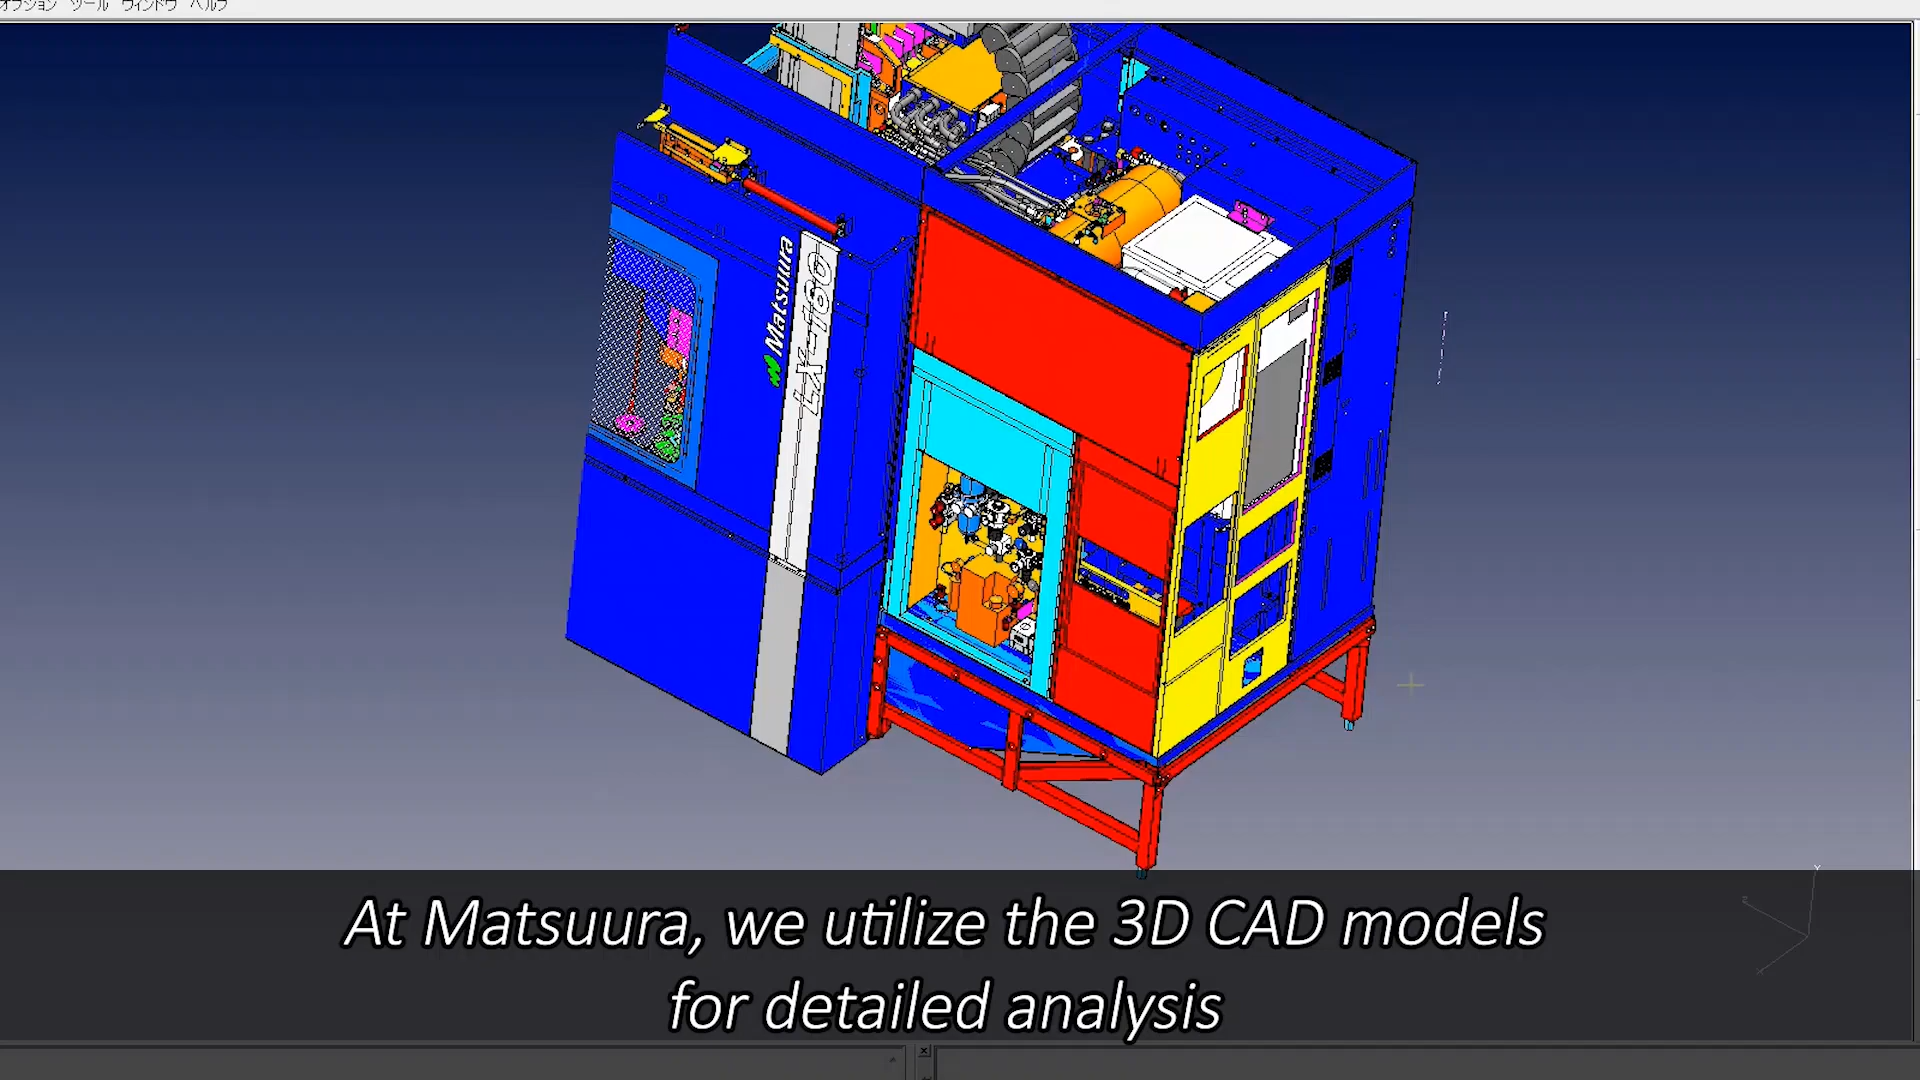 オプション ツール ウィンドウ ヘルプ
Matsuura
LX-160
At Matsuura, we utilize the 3D CAD models
for detailed analysis